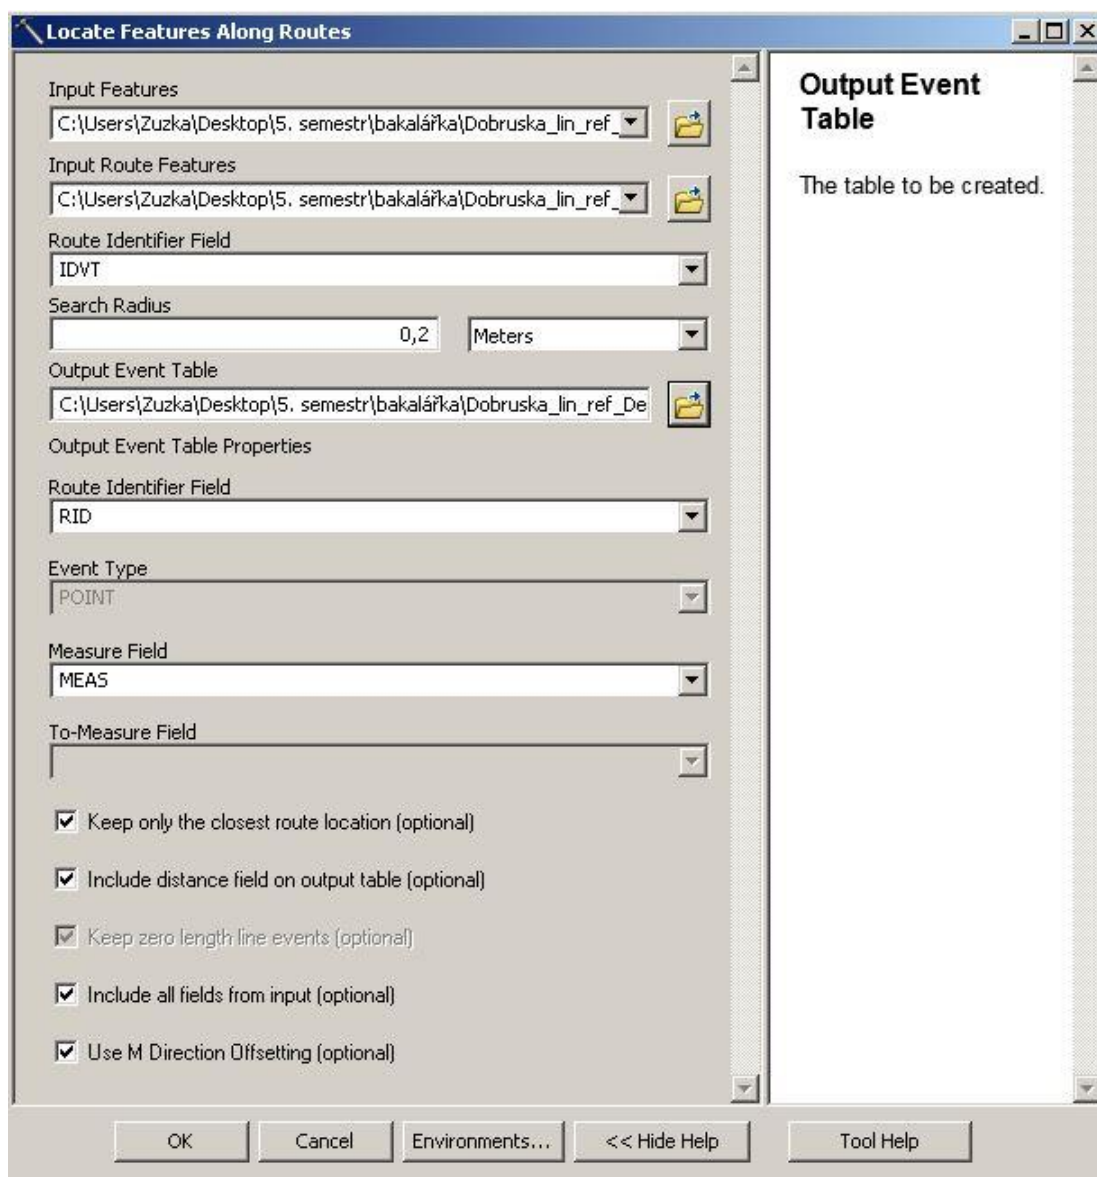 Locate Features Along Routes
Input Features
C:\Users\Zuzka\Desktop\5. semestr\bakalářka\Dobruska_lin_ref_
Input Route Features
C:\Users\Zuzka\Desktop\5. semestr\bakalářka\Dobruska_lin_ref_
Route Identifier Field
IDVT
Search Radius
0,2 Meters
Output Event Table
C:\Users\Zuzka\Desktop\5. semestr\bakalářka\Dobruska_lin_ref_De
Output Event Table Properties
Route Identifier Field
RID
Event Type
POINT
Measure Field
MEAS
To-Measure Field
Keep only the closest route location (optional)
Include distance field on output table (optional)
Keep zero length line events (optional)
Include all fields from input (optional)
Use M Direction Offsetting (optional)
Output Event
Table
The table to be created.
OK Cancel Environments... << Hide Help Tool Help